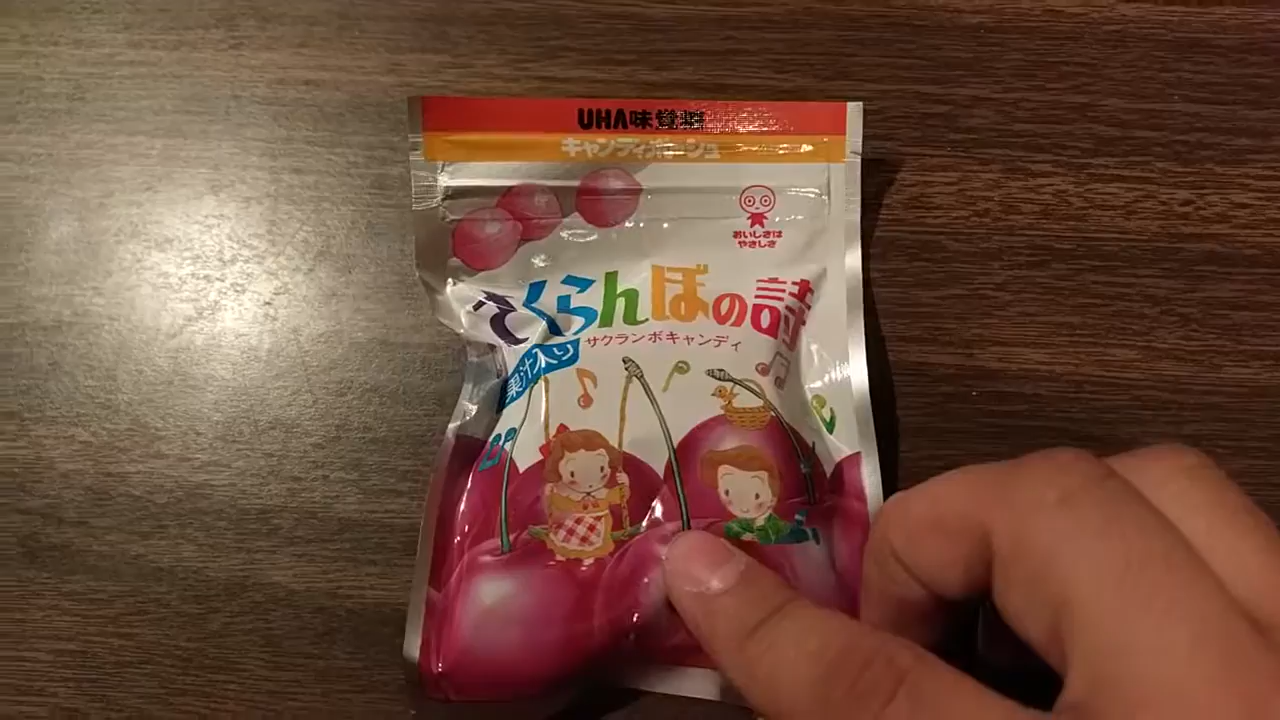 UHA味覚糖
キャンディポシェ
おいしさは
やさしさ
さくらんぼの詩
サクランボキャンディ
果汁入り